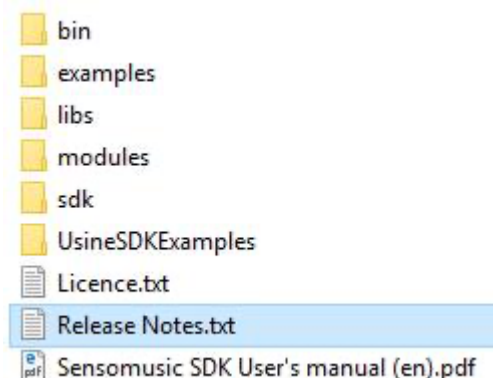 bin
examples
libs
modules
sdk
UsineSDKExamples
Licence.txt
Release Notes.txt
Sensomusic SDK User's manual (en).pdf